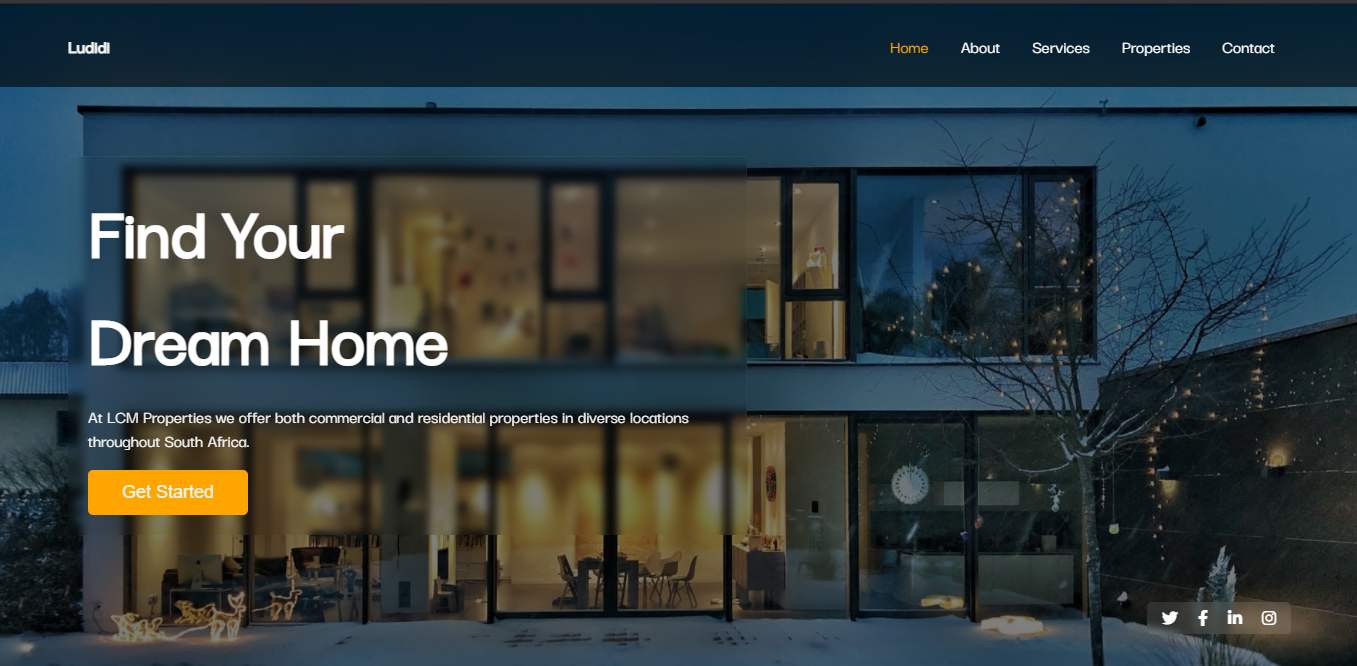 Ludidi
Home
About
Services
Properties
Contact
Find Your
Dream Home
At LCM Properties we offer both commercial and residential properties in diverse locations
throughout South Africa.
Get Started